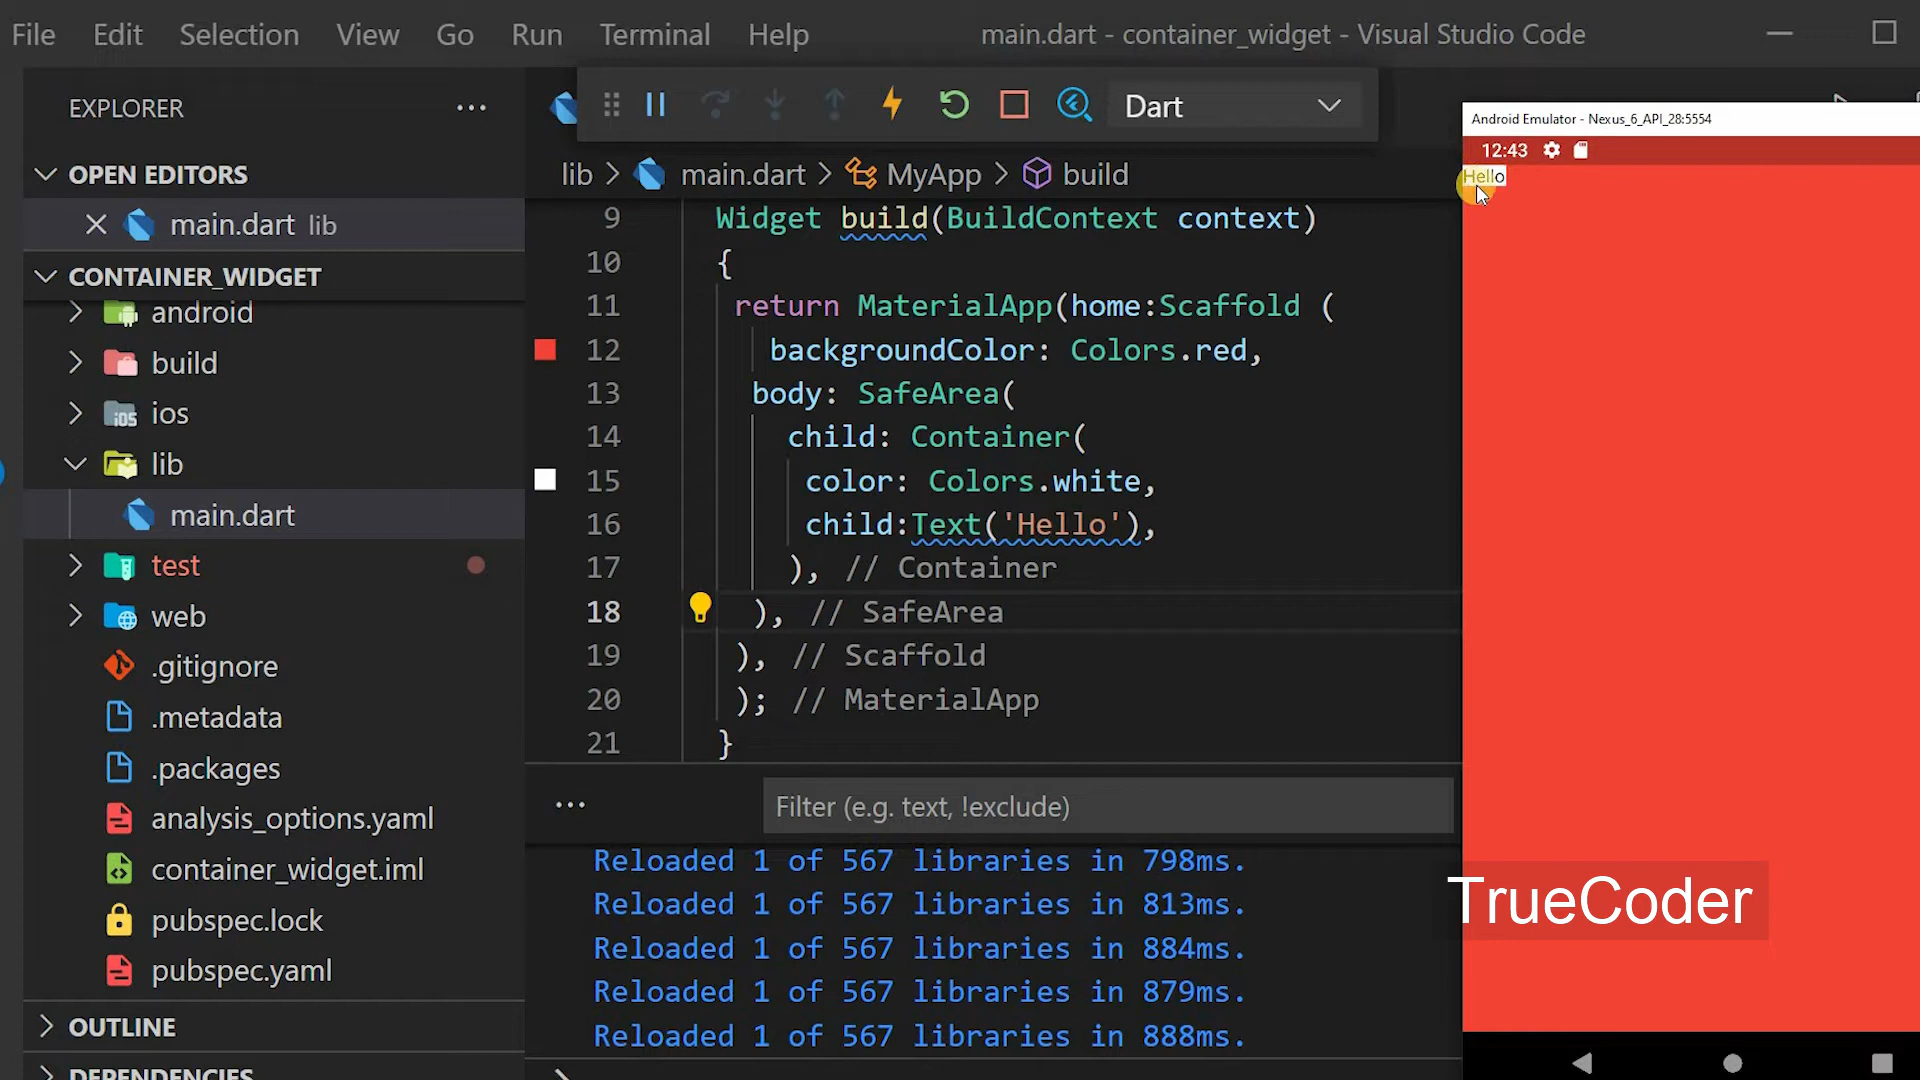 File Edit Selection View Go Run Terminal Help main.dart - container_widget - Visual Studio Code
EXPLORER ...
OPEN EDITORS
main.dart lib
CONTAINER_WIDGET
android
build
ios
lib
main.dart
test
web
.gitignore
.metadata
.packages
analysis_options.yaml
container_widget.iml
pubspec.lock
pubspec.yaml
OUTLINE
DEPENDENCIES
Dart
lib > main.dart > MyApp > build
9 Widget build(BuildContext context)
10 {
11 return MaterialApp(home:Scaffold (
12 backgroundColor: Colors.red,
13 body: SafeArea(
14 child: Container(
15 color: Colors.white,
16 child:Text('Hello'),
17 ), // Container
18 ), // SafeArea
19 ), // Scaffold
20 ); // MaterialApp
21 }
... Filter (e.g. text, !exclude)
Reloaded 1 of 567 libraries in 798ms.
Reloaded 1 of 567 libraries in 813ms.
Reloaded 1 of 567 libraries in 884ms.
Reloaded 1 of 567 libraries in 879ms.
Reloaded 1 of 567 libraries in 888ms.
Android Emulator - Nexus_6_API_28:5554
12:43
Hello
TrueCoder